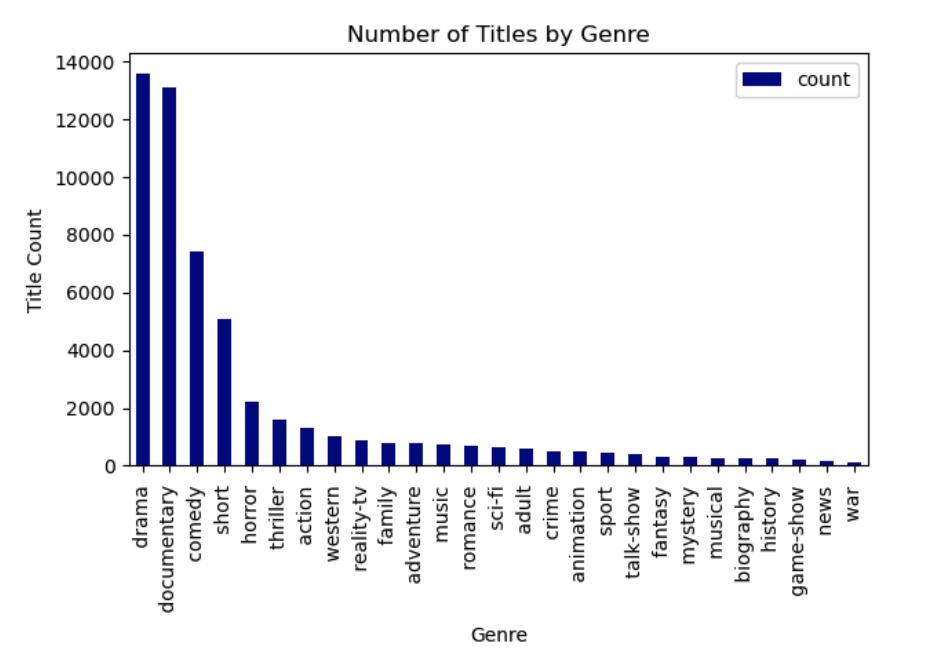 Number of Titles by Genre
count
Title Count
14000
12000
10000
8000
6000
4000
2000
0
drama
documentary
comedy
short
horror
thriller
action
western
reality-tv
family
adventure
music
romance
sci-fi
adult
crime
animation
sport
talk-show
fantasy
mystery
musical
biography
history
game-show
news
war
Genre